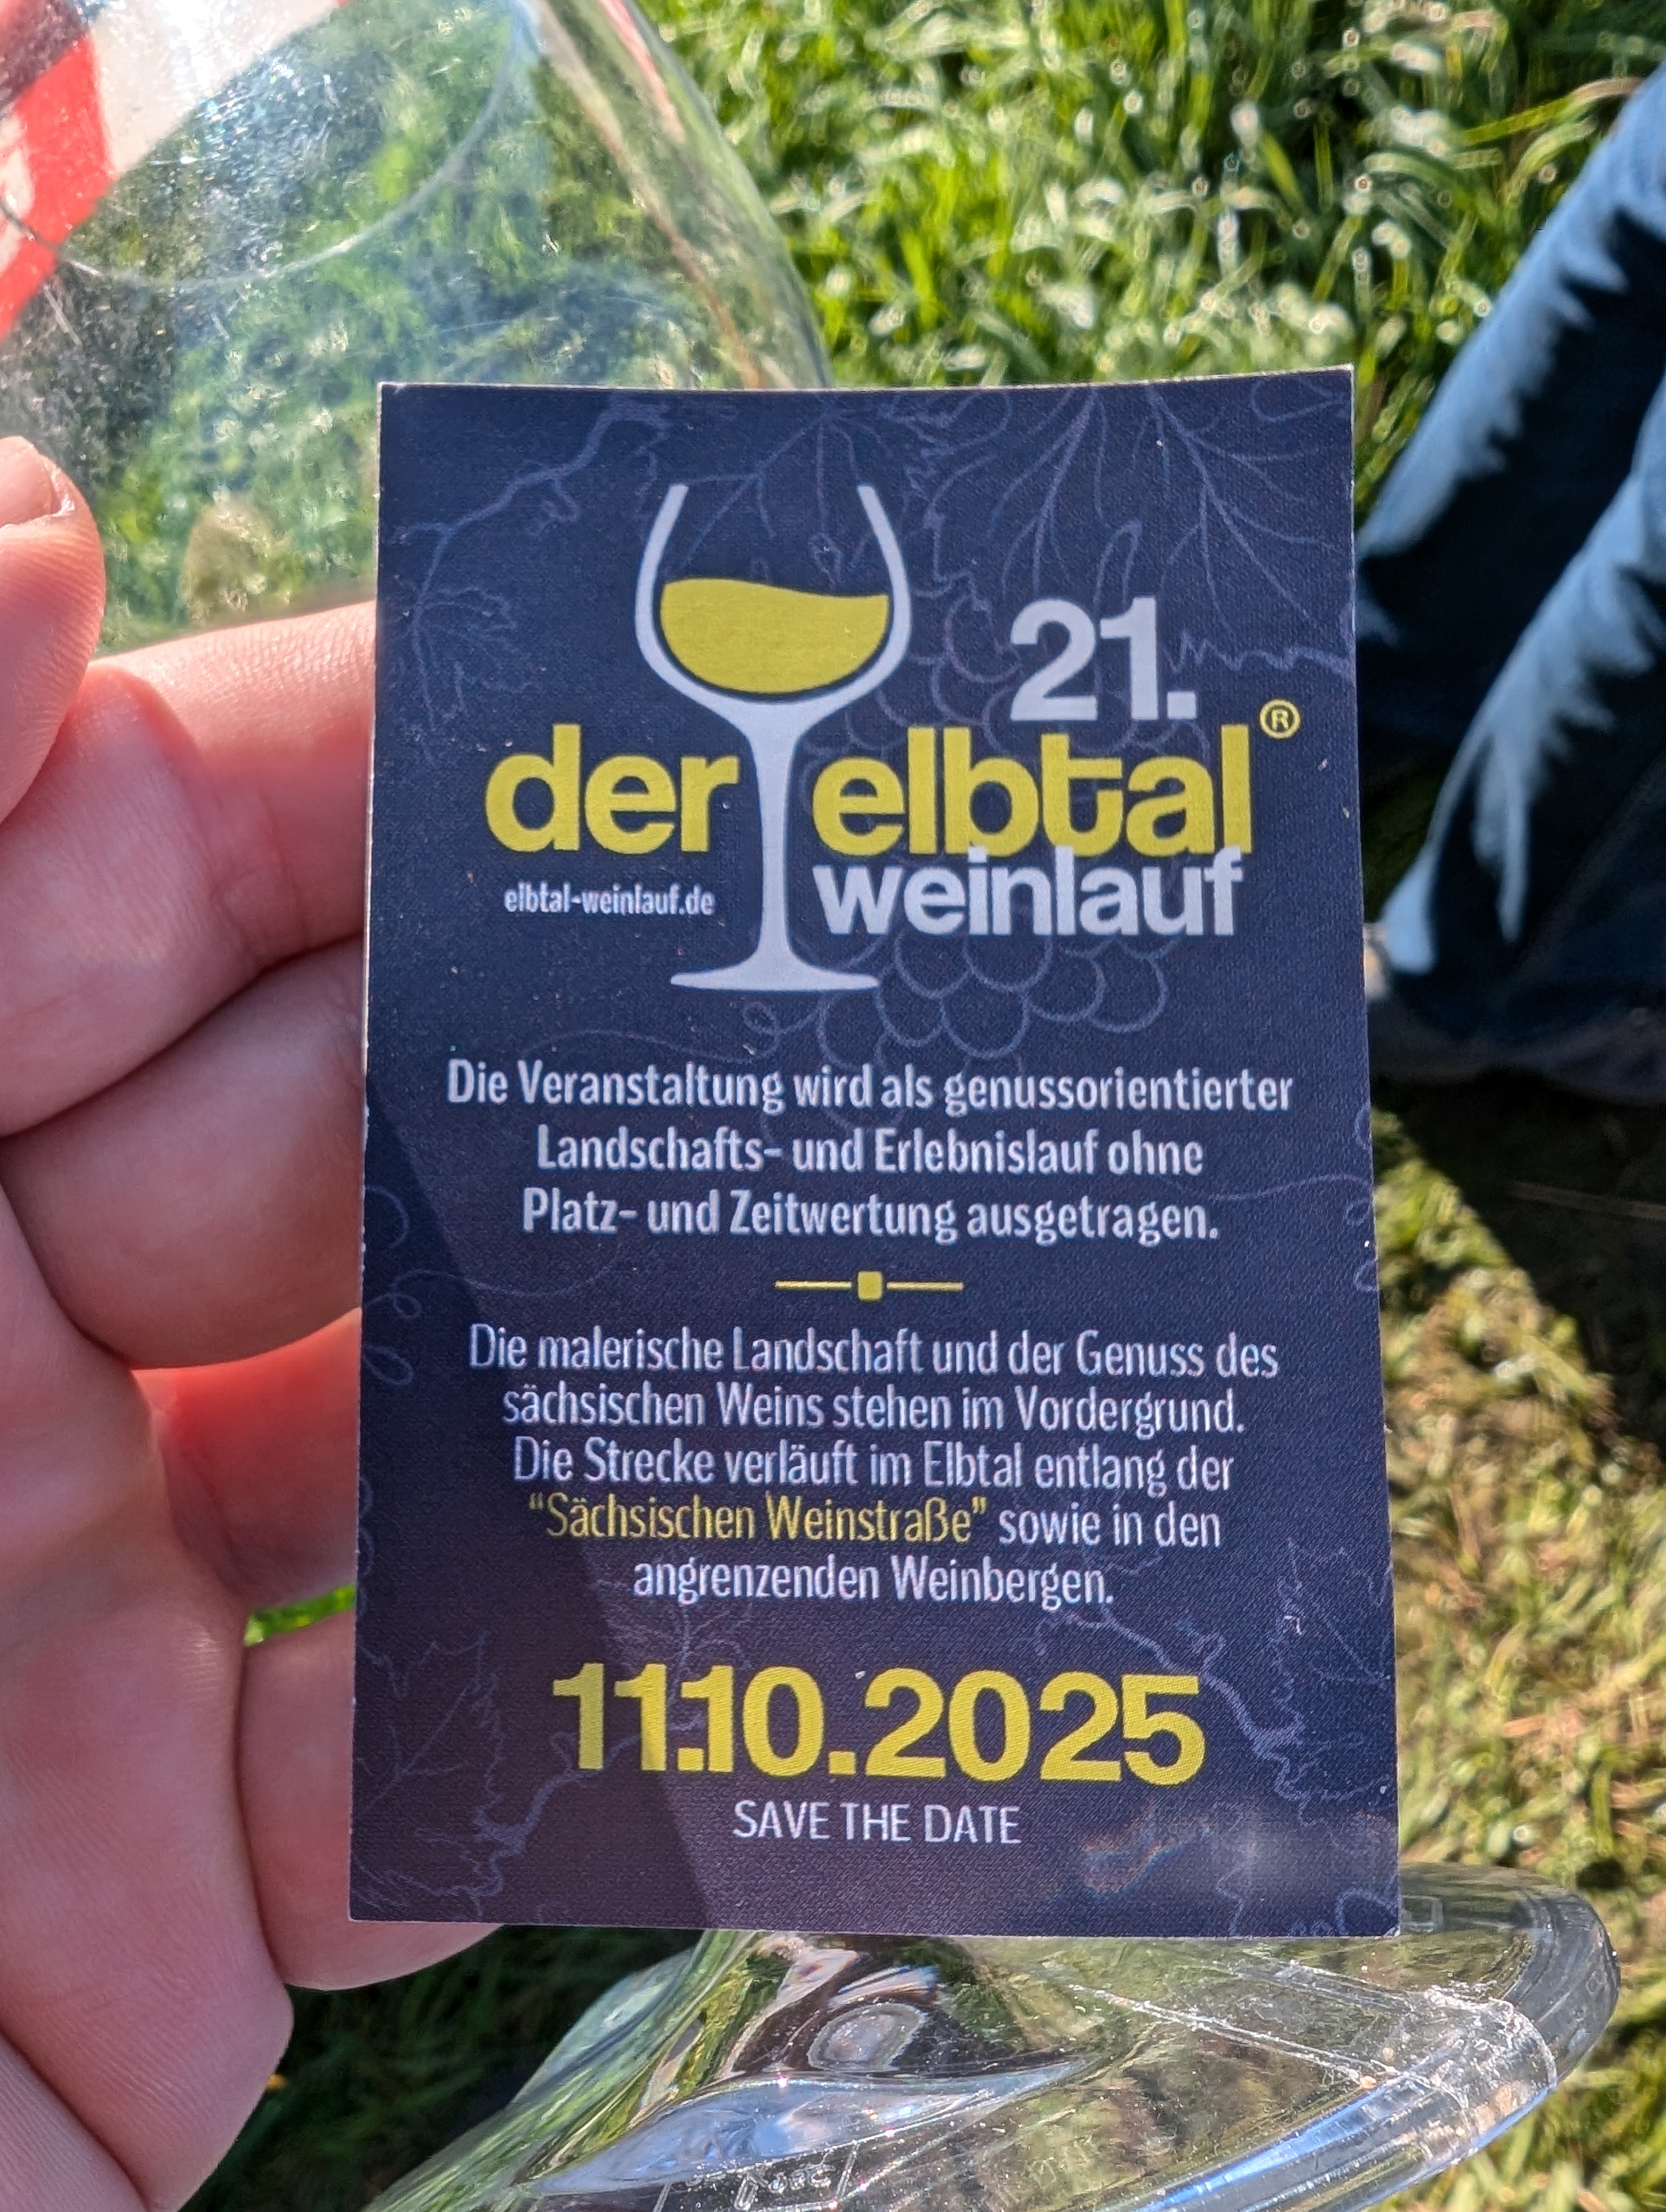 21.
der elbtal®
elbtal-weinlauf.de
weinlauf
Die Veranstaltung wird als genussorientierter
Landschafts- und Erlebnislauf ohne
Platz- und Zeitwertung ausgetragen.
Die malerische Landschaft und der Genuss des
sächsischen Weins stehen im Vordergrund.
Die Strecke verläuft im Elbtal entlang der
“Sächsischen Weinstraße” sowie in den
angrenzenden Weinbergen.
11.10.2025
SAVE THE DATE